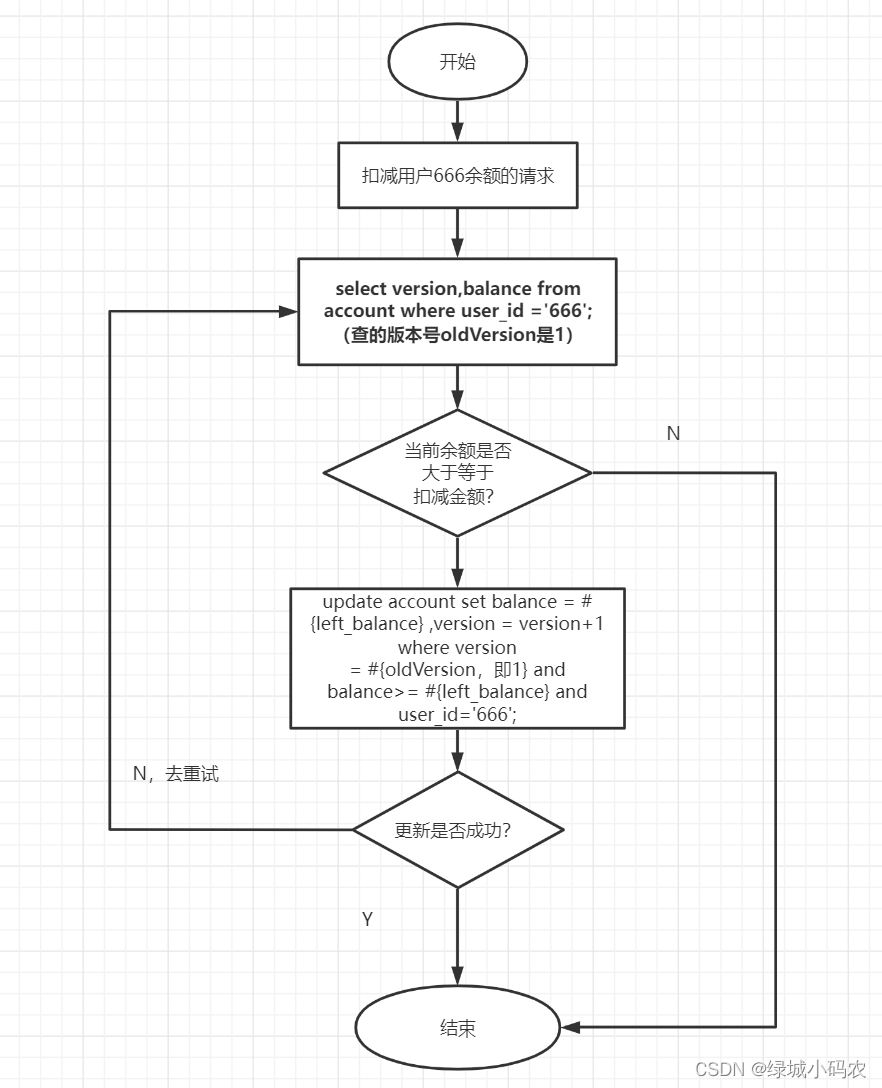 开始
扣减用户666余额的请求
select version,balance from
account where user_id ='666';
（查的版本号oldVersion是1）
当前余额是否
大于等于
扣减金额？
N
update account set balance = #
{left_balance} ,version = version+1
where version
= #{oldVersion，即1} and
balance>= #{left_balance} and
user_id='666';
N，去重试
更新是否成功？
Y
结束
CSDN @绿城小码农